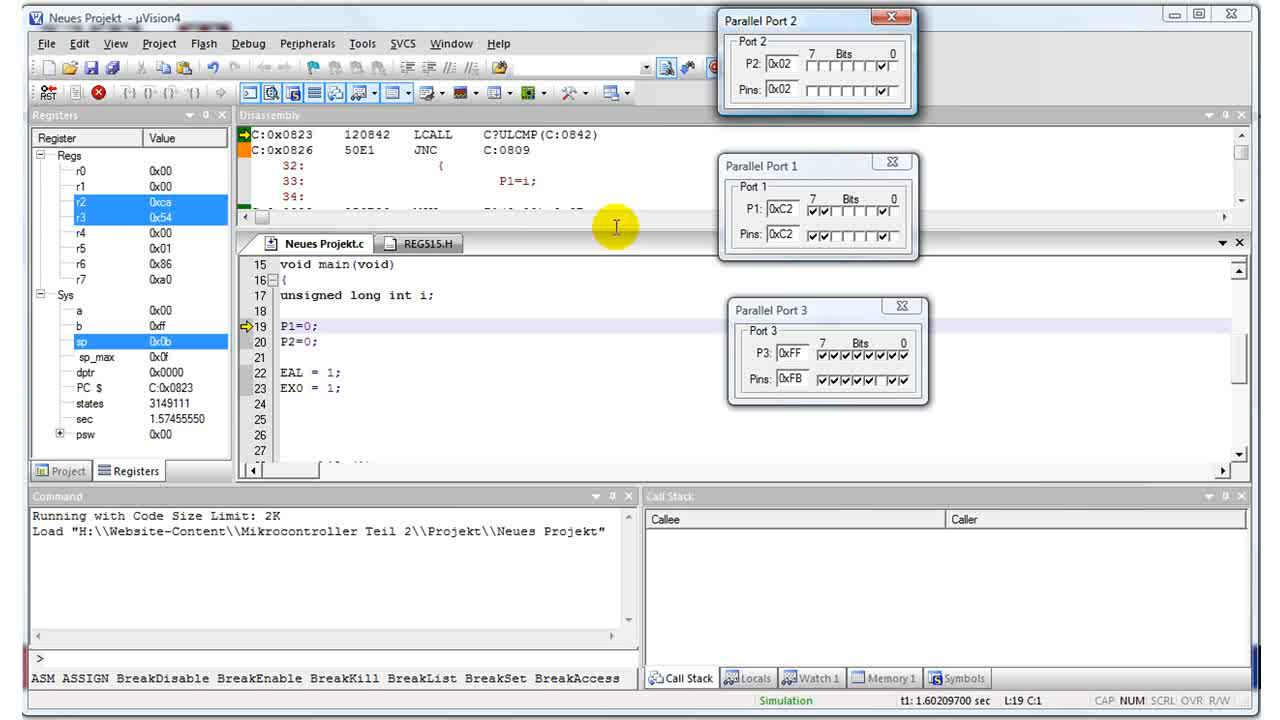 Neues Projekt - µVision4
File Edit View Project Flash Debug Peripherals Tools SVCS Window Help
Registers
Register Value
Regs
r0 0x00
r1 0x00
r2 0xca
r3 0x54
r4 0x00
r5 0x01
r6 0x86
r7 0xa0
Sys
a 0x00
b 0xff
sp 0x0b
sp_max 0x0f
dptr 0x0000
PC $ C:0x0823
states 3149111
sec 1.57455550
psw 0x00
Project Registers
Disassembly
C:0x0823 120842 LCALL C?ULCMP(C:0842)
C:0x0826 50E1 JNC C:0809
32: {
33: P1=i;
34:
Neues Projekt.c REG515.H
15 void main(void)
16 {
17 unsigned long int i;
18
19 P1=0;
20 P2=0;
21
22 EAL = 1;
23 EX0 = 1;
24
25
26
27
Parallel Port 2
Port 2
7 Bits 0
P2: 0x02
Pins: 0x02
Parallel Port 1
Port 1
7 Bits 0
P1: 0xC2
Pins: 0xC2
Parallel Port 3
Port 3
7 Bits 0
P3: 0xFF
Pins: 0xFB
Command
Running with Code Size Limit: 2K
Load "H:\\Website-Content\\Mikrocontroller Teil 2\\Projekt\\Neues Projekt"
>
ASM ASSIGN BreakDisable BreakEnable BreakKill BreakList BreakSet BreakAccess
Call Stack
Callee Caller
Call Stack Locals Watch 1 Memory 1 Symbols
Simulation t1: 1.60209700 sec L:19 C:1 CAP NUM SCRL OVR R/W